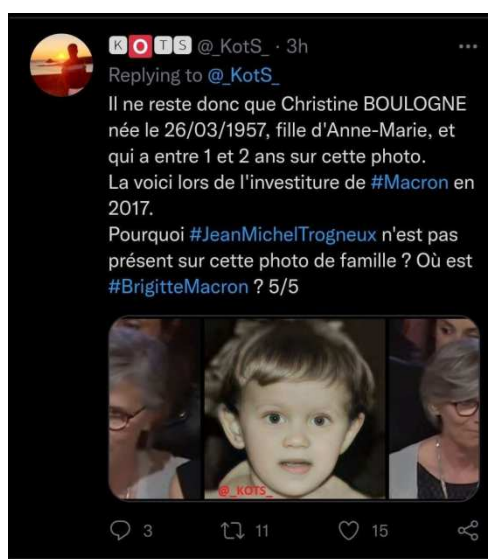 KOTS @_KotS_ · 3h
Replying to @_KotS_
Il ne reste donc que Christine BOULOGNE
née le 26/03/1957, fille d'Anne-Marie, et
qui a entre 1 et 2 ans sur cette photo.
La voici lors de l'investiture de #Macron en
2017.
Pourquoi #JeanMichelTrogneux n'est pas
présent sur cette photo de famille ? Où est
#BrigitteMacron ? 5/5
@_KOTS_
3 11 15